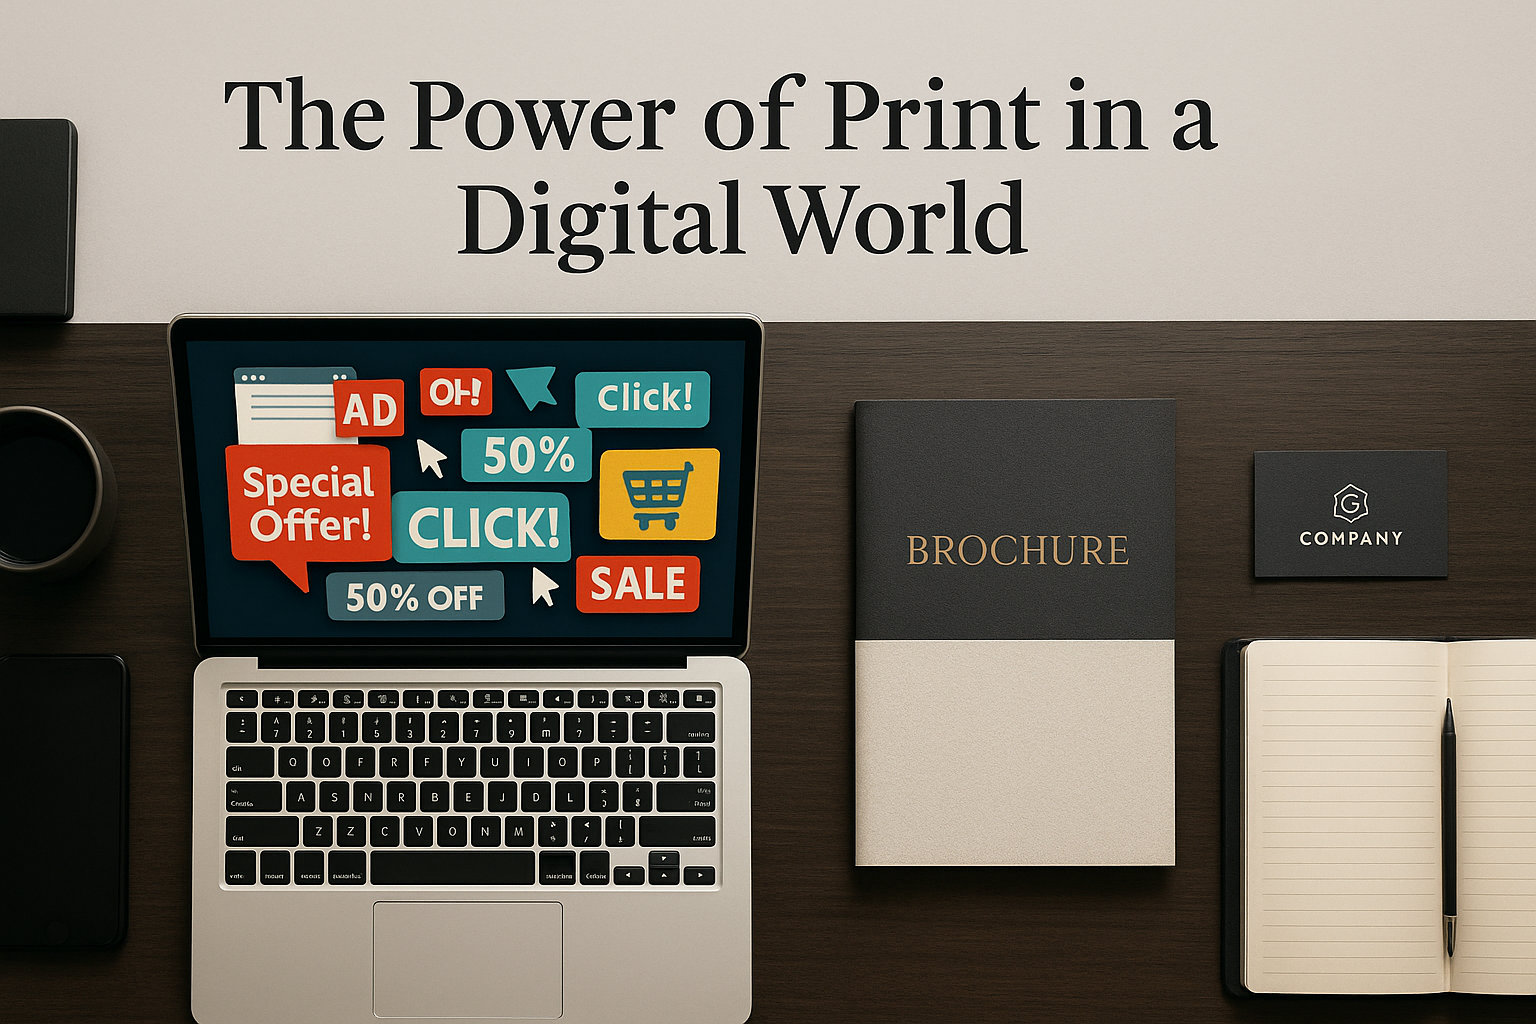 The Power of Print in a
Digital World
AD
OH!
Click!
50%
Special
Offer!
CLICK!
50% OFF
SALE
BROCHURE
G
COMPANY
Q O F R F Y U I O P
A S N R B E J D L
Z Z C V O N M